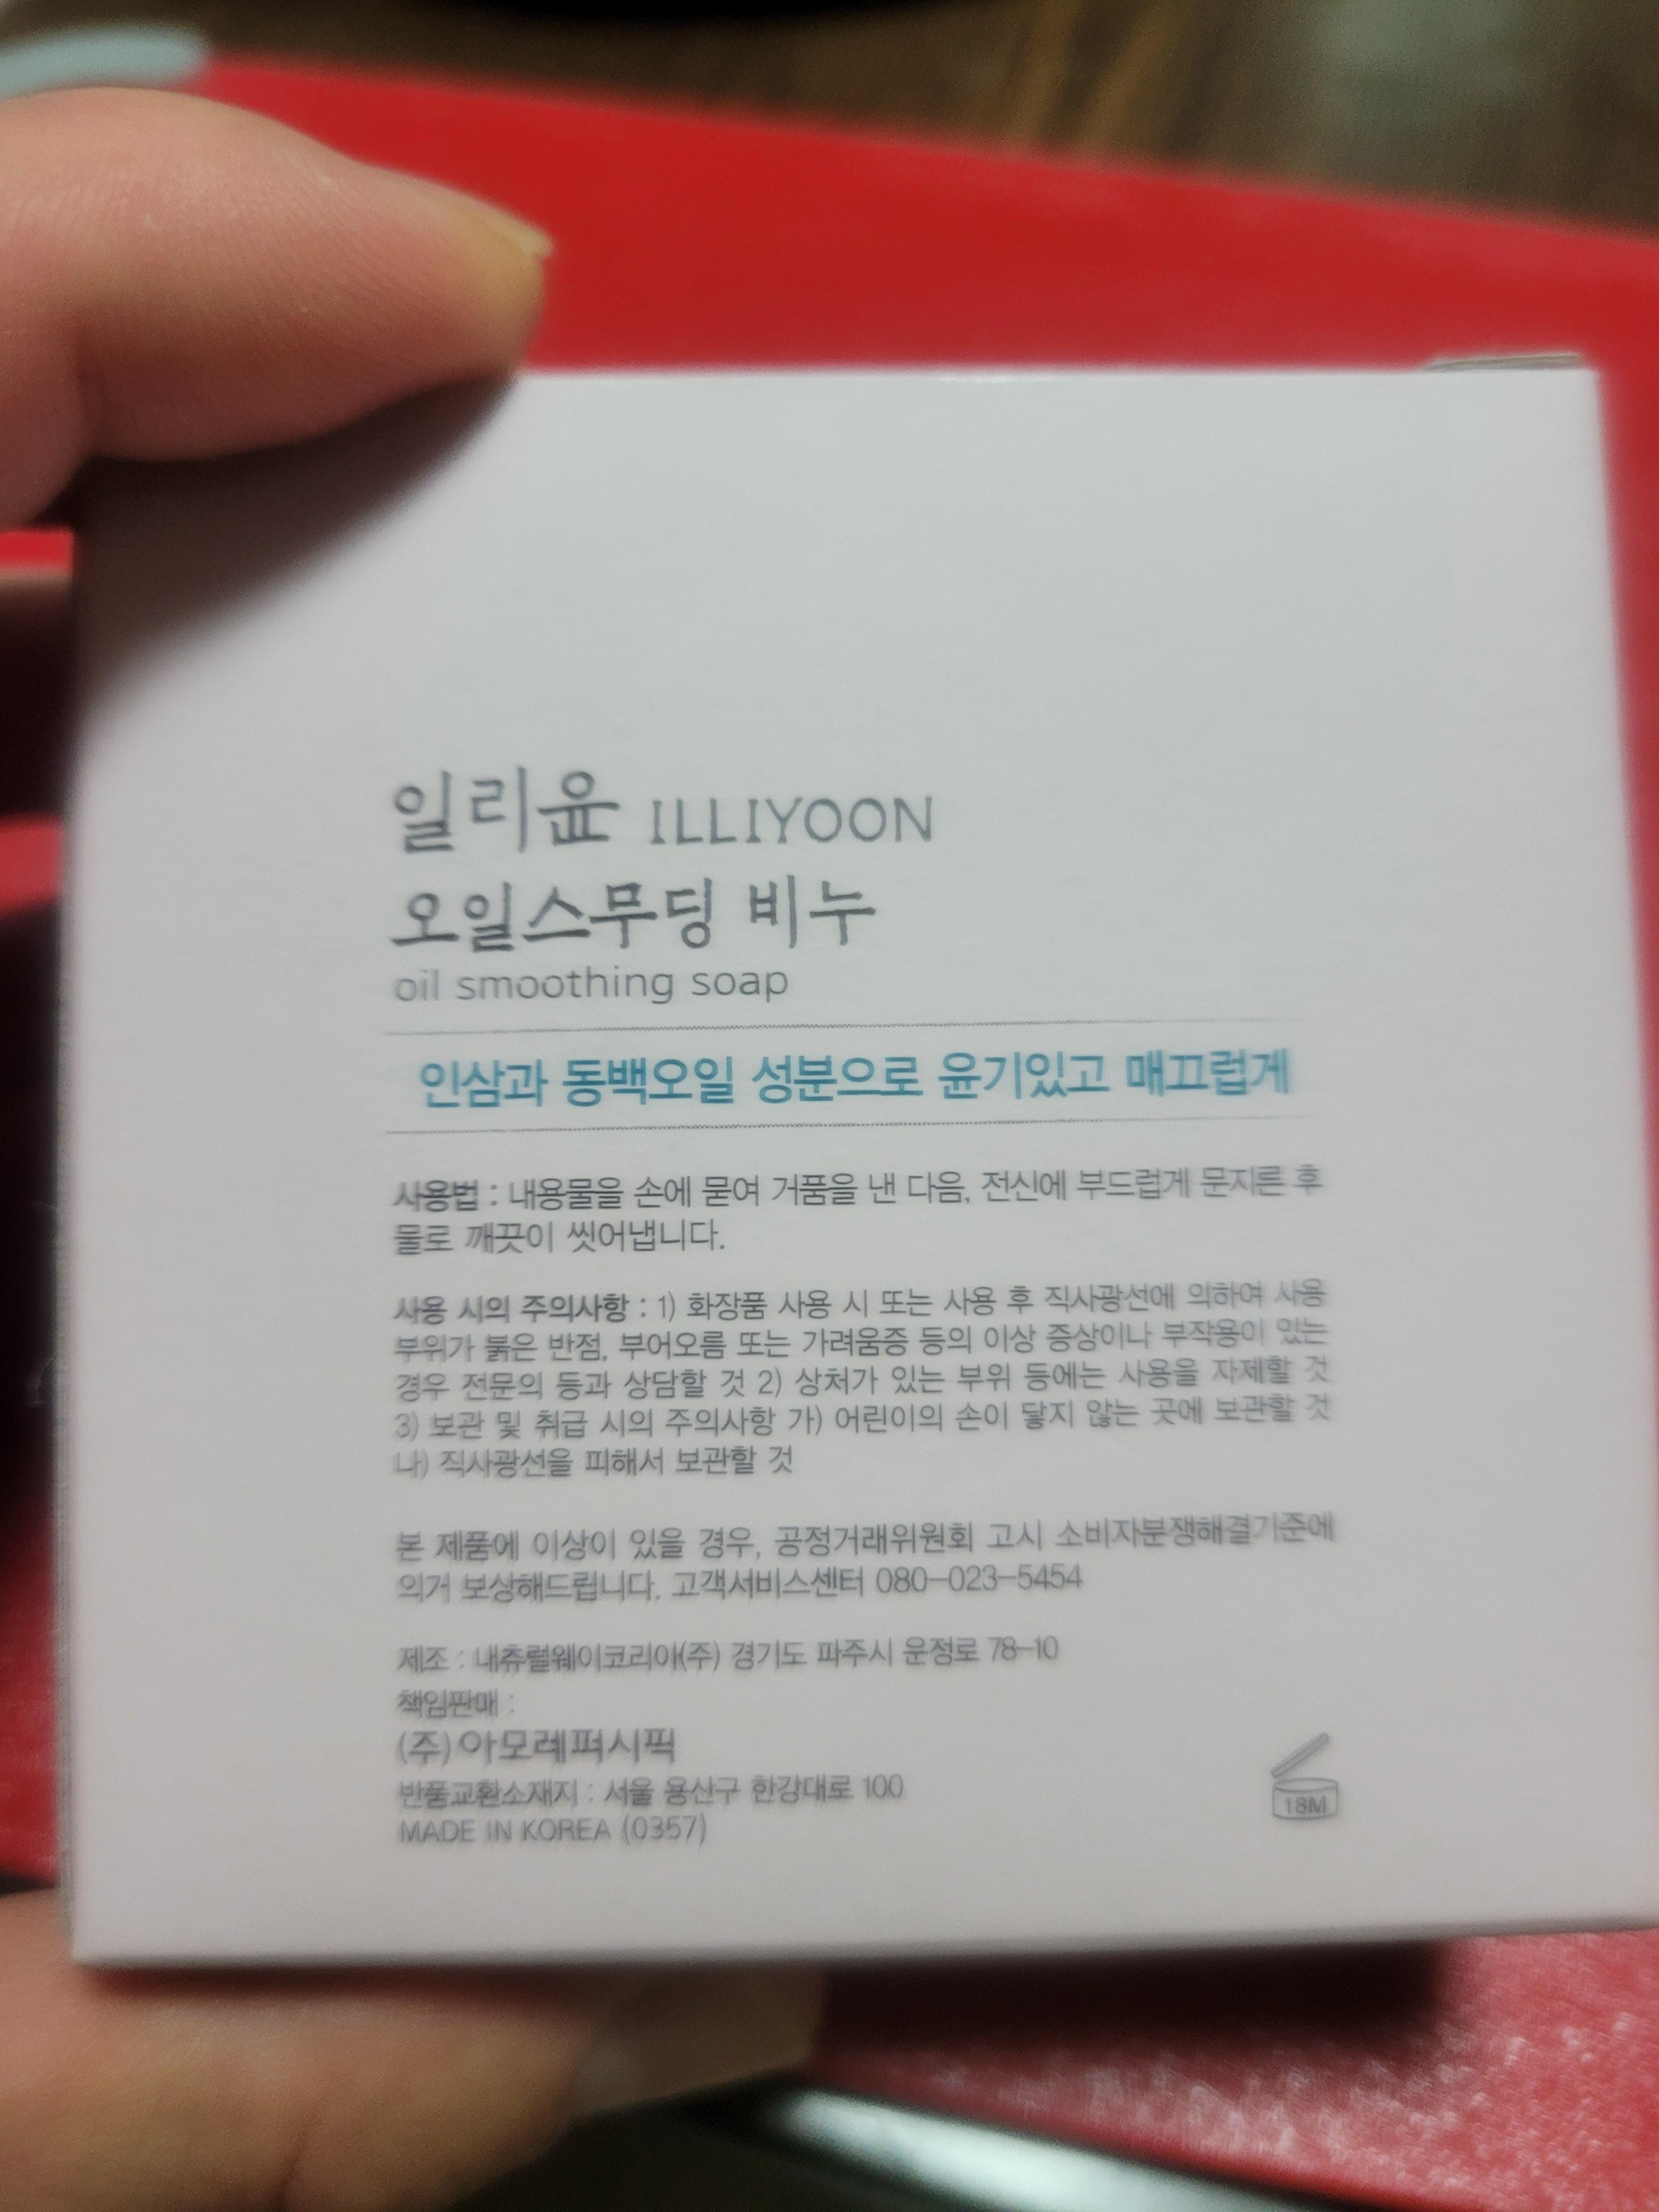 일리윤 ILLIYOON
오일스무딩 비누
oil smoothing soap
인삼과 동백오일 성분으로 윤기있고 매끄럽게
사용법 : 내용물을 손에 묻여 거품을 낸 다음, 전신에 부드럽게 문지른 후
물로 깨끗이 씻어냅니다.
사용 시의 주의사항 : 1) 화장품 사용 시 또는 사용 후 직사광선에 의하여 사용
부위가 붉은 반점, 부어오름 또는 가려움증 등의 이상 증상이나 부작용이 있는
경우 전문의 등과 상담할 것 2) 상처가 있는 부위 등에는 사용을 자제할 것
3) 보관 및 취급 시의 주의사항 가) 어린이의 손이 닿지 않는 곳에 보관할 것
나) 직사광선을 피해서 보관할 것
본 제품에 이상이 있을 경우, 공정거래위원회 고시 소비자분쟁해결기준에
의거 보상해드립니다. 고객서비스센터 080-023-5454
제조 : 내츄럴웨이코리아(주) 경기도 파주시 운정로 78-10
책임판매 :
(주)아모레퍼시픽
반품교환소재지 : 서울 용산구 한강대로 100
MADE IN KOREA (0357)
18M